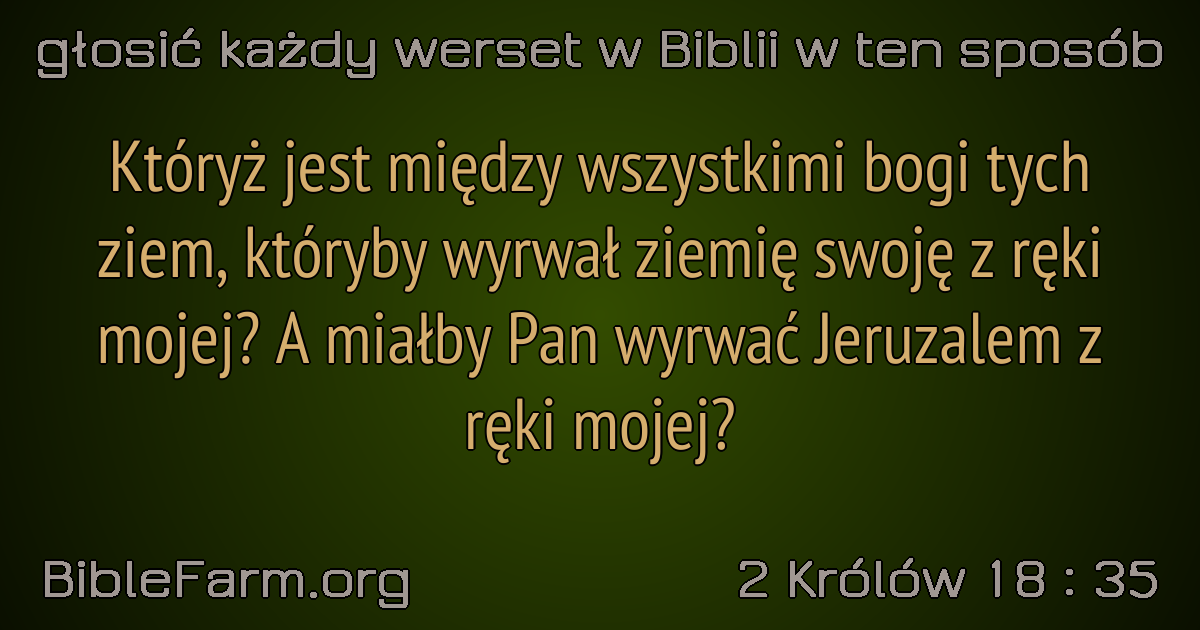 głosić każdy werset w Biblii w ten sposób
Któryż jest między wszystkimi bogi tych
ziem, któryby wyrwał ziemię swoję z ręki
mojej? A miałby Pan wyrwać Jeruzalem z
ręki mojej?
BibleFarm.org
2 Królów 18 : 35